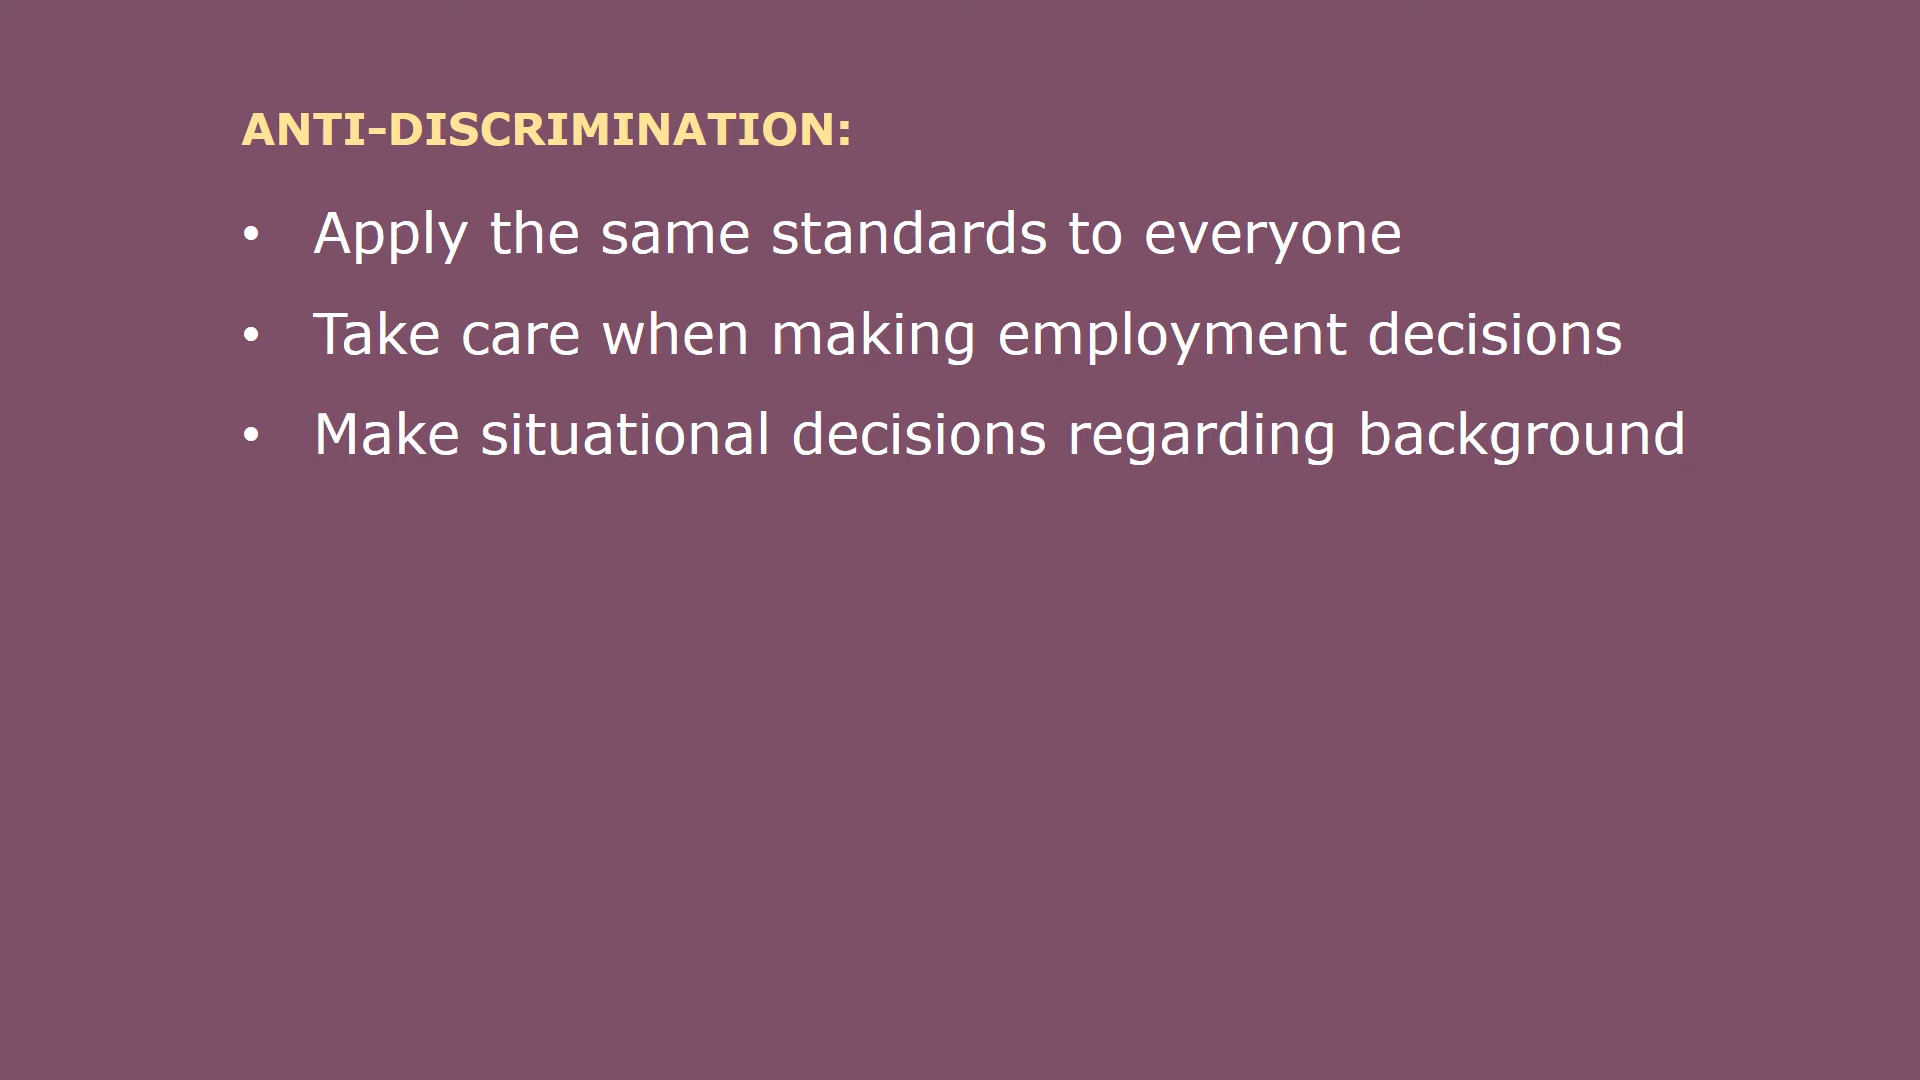 ANTI-DISCRIMINATION:
• Apply the same standards to everyone
• Take care when making employment decisions
• Make situational decisions regarding background